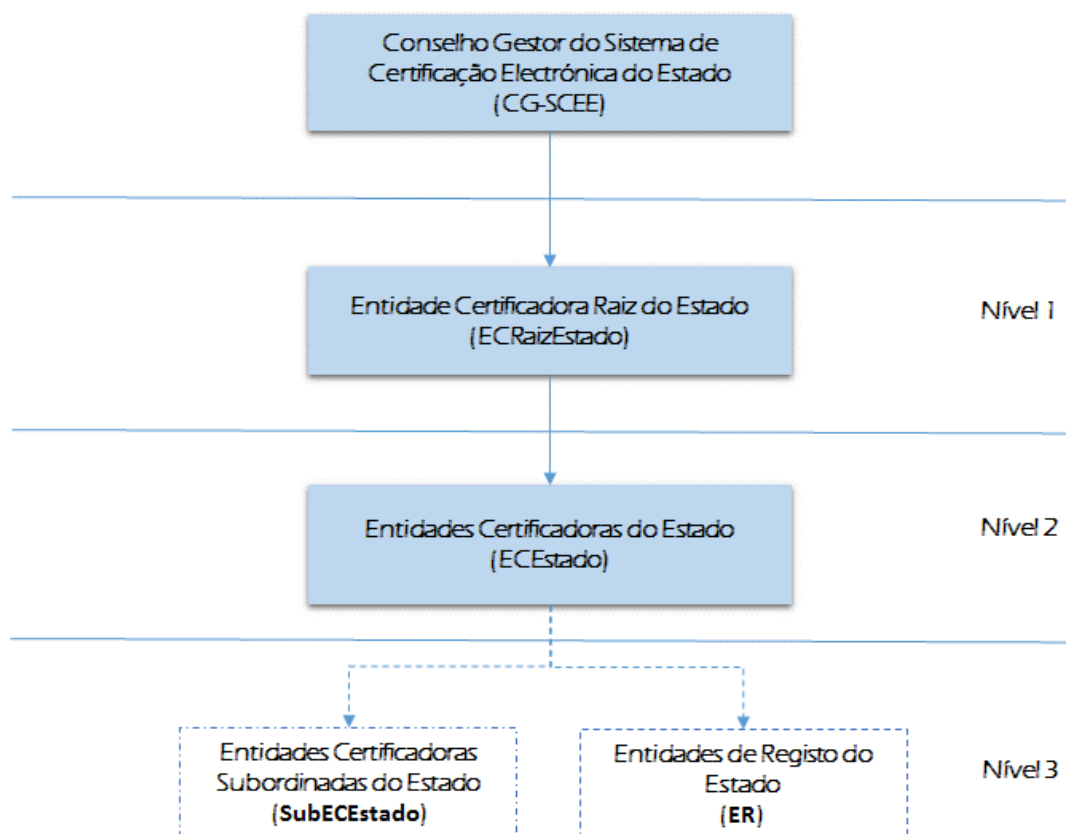 Conselho Gestor do Sistema de
Certificação Electrónica do Estado
(CG-SCEE)
Entidade Certificadora Raiz do Estado
(ECRaizEstado)
Nível 1
Entidades Certificadoras do Estado
(ECEstado)
Nível 2
Entidades Certificadoras
Subordinadas do Estado
(SubECEstado)
Entidades de Registo do
Estado
(ER)
Nível 3